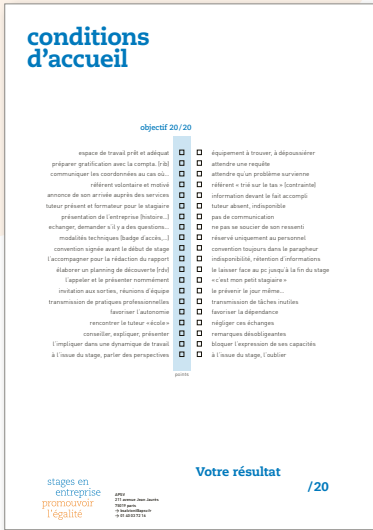 conditions
d'accueil
objectif 20/20
espace de travail prêt et adéquat équipement à trouver, à dépoussiérer
préparer gratification avec la compta. (rib) attendre une requête
communiquer les coordonnées au cas où... attendre qu'un problème survienne
référent volontaire et motivé référent « trié sur le tas » (contrainte)
annonce de son arrivée auprès des services information devant le fait accompli
tuteur présent et formateur pour le stagiaire tuteur absent, indisponible
présentation de l'entreprise (histoire...) pas de communication
echanger, demander s'il y a des questions... ne pas se soucier de son ressenti
modalités techniques (badge d'accès,...) réservé uniquement au personnel
convention signée avant le début de stage convention toujours dans le parapheur
l'accompagner pour la rédaction du rapport indisponibilité, rétention d'informations
élaborer un planning de découverte (rdv) le laisser face au pc jusqu'à la fin du stage
l'appeler et le présenter nommément « c'est mon petit stagiaire »
invitation aux sorties, réunions d'équipe le prévenir le jour même...
transmission de pratiques professionnelles transmission de tâches inutiles
favoriser l'autonomie favoriser la dépendance
rencontrer le tuteur « école » négliger ces échanges
conseiller, expliquer, présenter remarques désobligeantes
l'impliquer dans une dynamique de travail bloquer l'expression de ses capacités
à l'issue du stage, parler des perspectives à l'issue du stage, l'oublier
points
Votre résultat
/20
stages en
entreprise
promouvoir
l'égalité
APSV
211 avenue Jean Jaurès
75019 paris